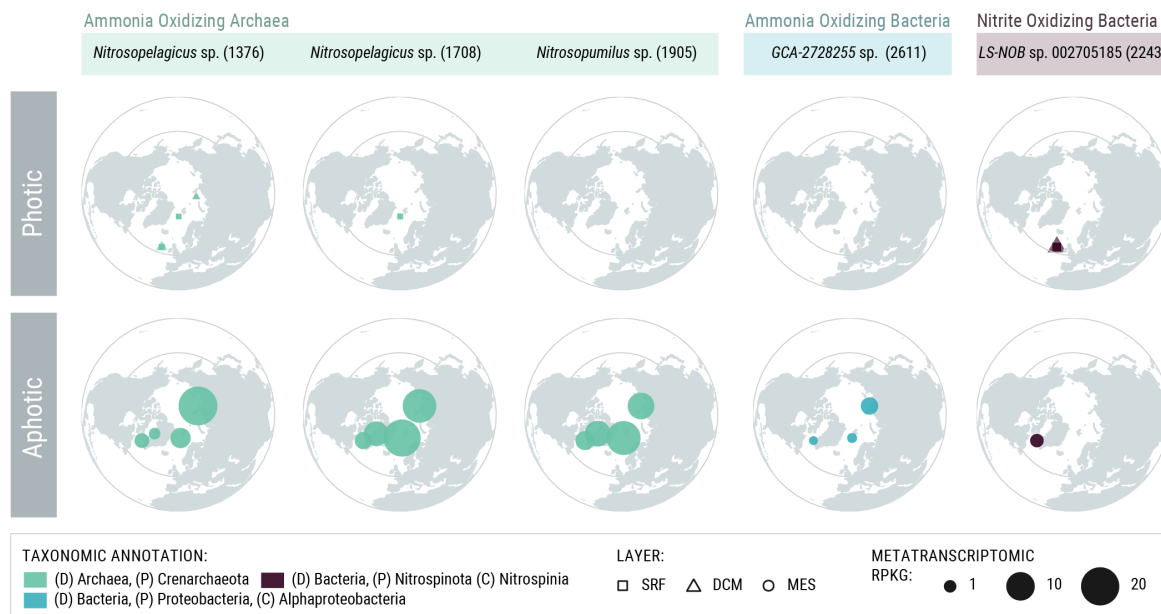 Ammonia Oxidizing Archaea
Ammonia Oxidizing Bacteria
Nitrite Oxidizing Bacteria
Nitrosopelagicus sp. (1376)
Nitrosopelagicus sp. (1708)
Nitrosopumilus sp. (1905)
GCA-2728255 sp. (2611)
LS-NOB sp. 002705185 (2243
Photic
Aphotic
TAXONOMIC ANNOTATION:
(D) Archaea, (P) Crenarchaeota
(D) Bacteria, (P) Nitrospinota (C) Nitrospinia
(D) Bacteria, (P) Proteobacteria, (C) Alphaproteobacteria
LAYER:
SRF
DCM
MES
METATRANSCRIPTOMIC
RPKG:
1
10
20